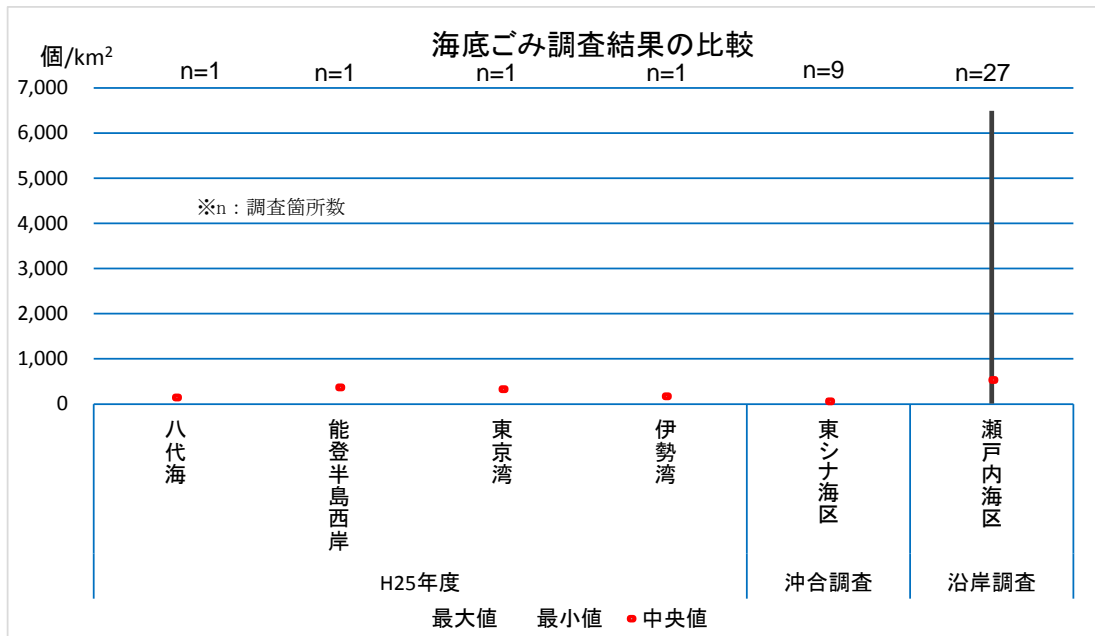 海底ごみ調査結果の比較
個/km²
n=1
n=1
n=1
n=1
n=9
n=27
7,000
6,000
5,000
4,000
3,000
2,000
1,000
0
※n：調査箇所数
八代海
能登半島西岸
東京湾
伊勢湾
東シナ海区
瀬戸内海区
H25年度
沖合調査
沿岸調査
最大値
最小値
中央値